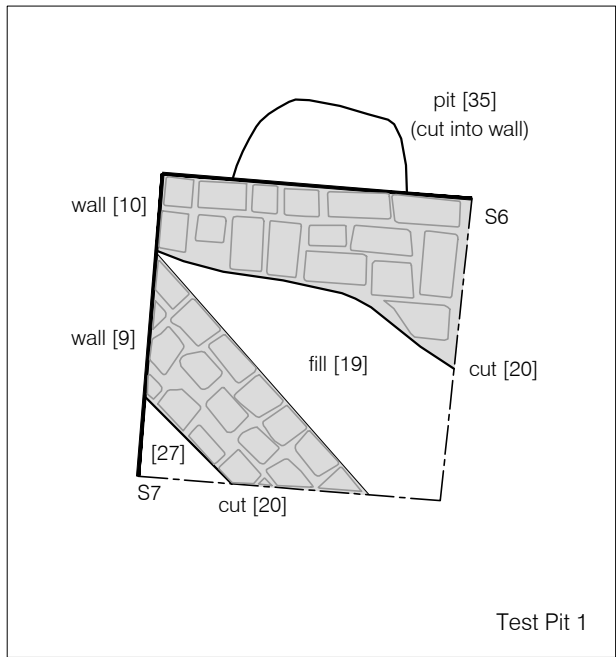 pit [35]
(cut into wall)
wall [10]
S6
wall [9]
fill [19]
cut [20]
[27]
S7
cut [20]
Test Pit 1